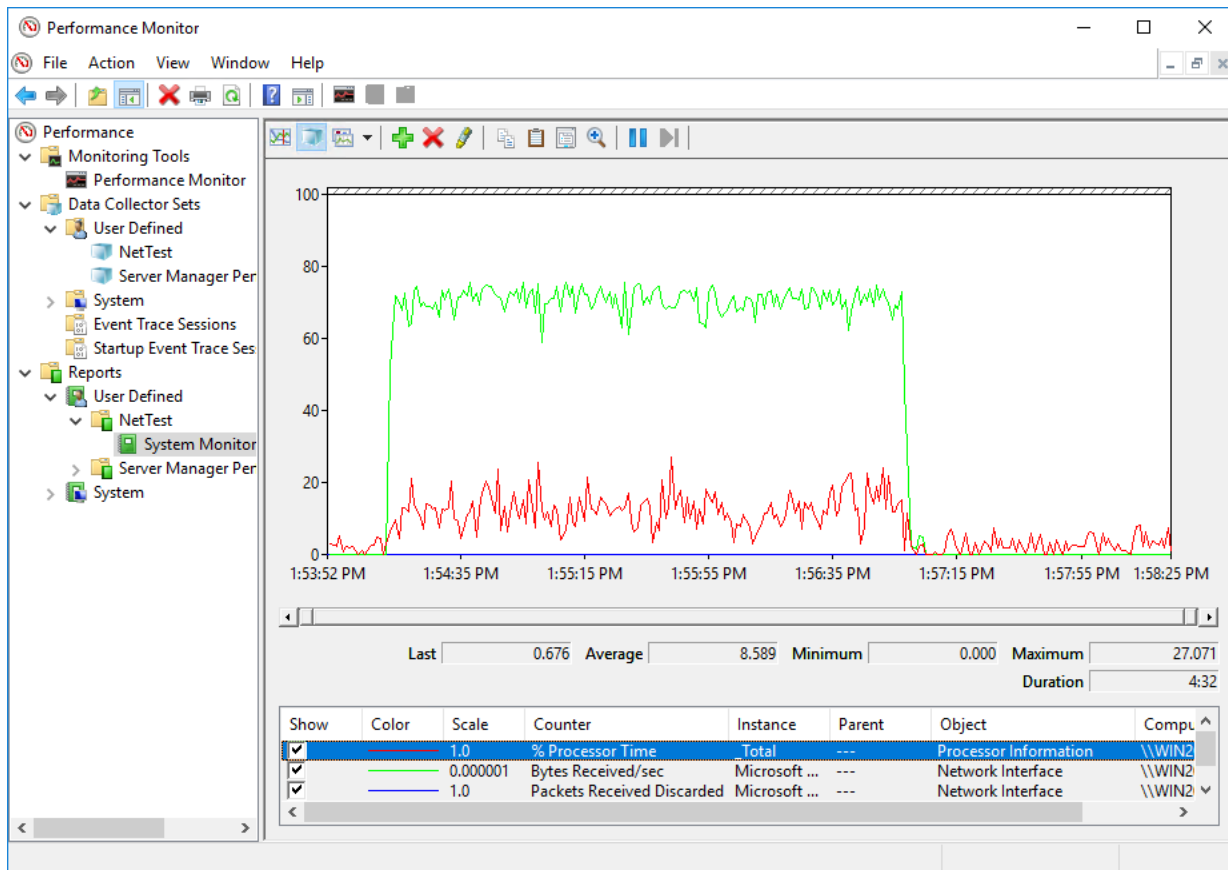 Performance Monitor
File Action View Window Help
Performance
Monitoring Tools
Performance Monitor
Data Collector Sets
User Defined
NetTest
Server Manager Per
System
Event Trace Sessions
Startup Event Trace Ses
Reports
User Defined
NetTest
System Monitor
Server Manager Per
System
100
80
60
40
20
0
1:53:52 PM 1:54:35 PM 1:55:15 PM 1:55:55 PM 1:56:35 PM 1:57:15 PM 1:57:55 PM 1:58:25 PM
Last 0.676 Average 8.589 Minimum 0.000 Maximum 27.071
Duration 4:32
Show Color Scale Counter Instance Parent Object Compu
1.0 % Processor Time _Total --- Processor Information \\WIN2
0.000001 Bytes Received/sec Microsoft ... --- Network Interface \\WIN2
1.0 Packets Received Discarded Microsoft ... --- Network Interface \\WIN2